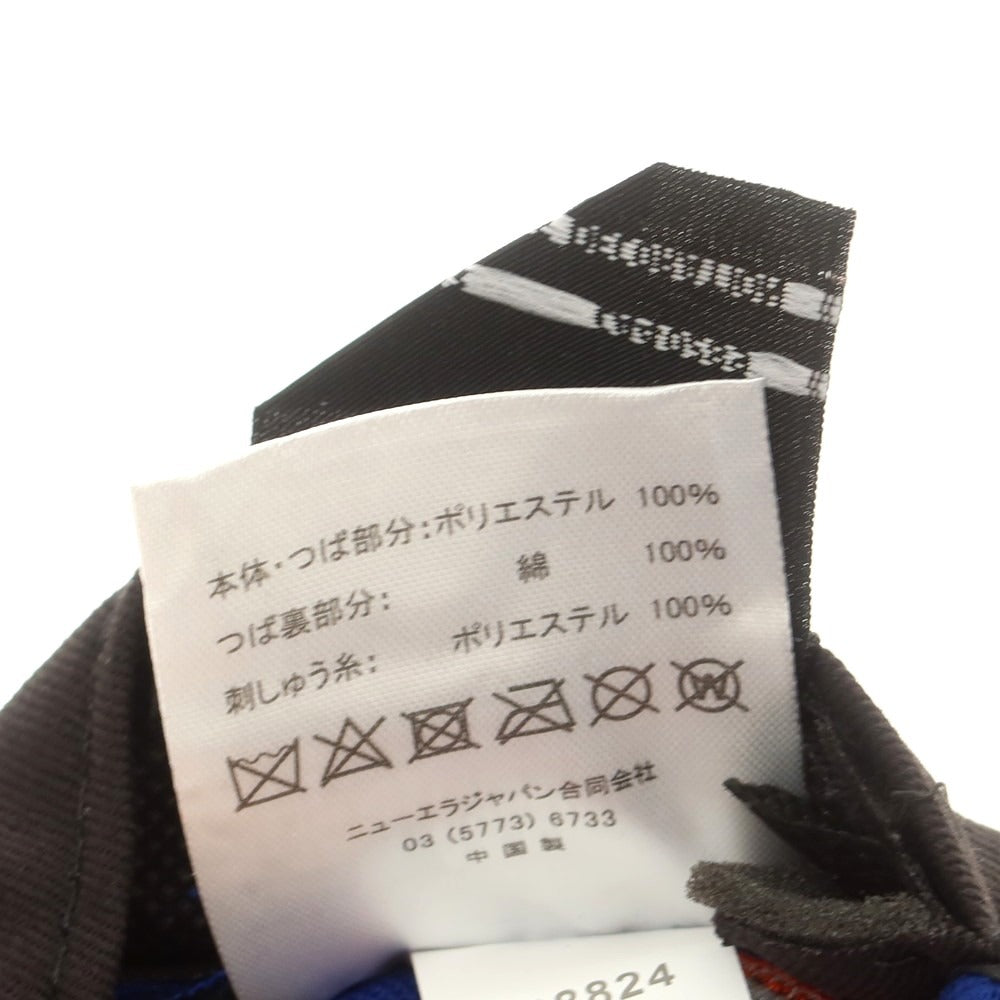 本体・つば部分:ポリエステル 100%
つば裏部分: 綿 100%
刺しゅう糸: ポリエステル 100%
ニューエラジャパン合同会社
03 (5773) 6733
中国製
8824